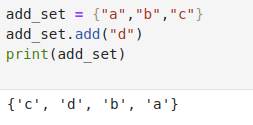 add_set = {"a","b","c"}
add_set.add("d")
print(add_set)
{'c', 'd', 'b', 'a'}